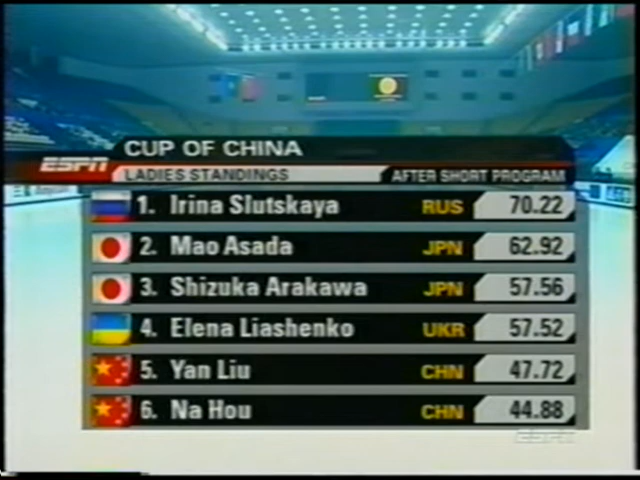 CUP OF CHINA
ESPN LADIES STANDINGS AFTER SHORT PROGRAM
1. Irina Slutskaya RUS 70.22
2. Mao Asada JPN 62.92
3. Shizuka Arakawa JPN 57.56
4. Elena Liashenko UKR 57.52
5. Yan Liu CHN 47.72
6. Na Hou CHN 44.88
ESPN